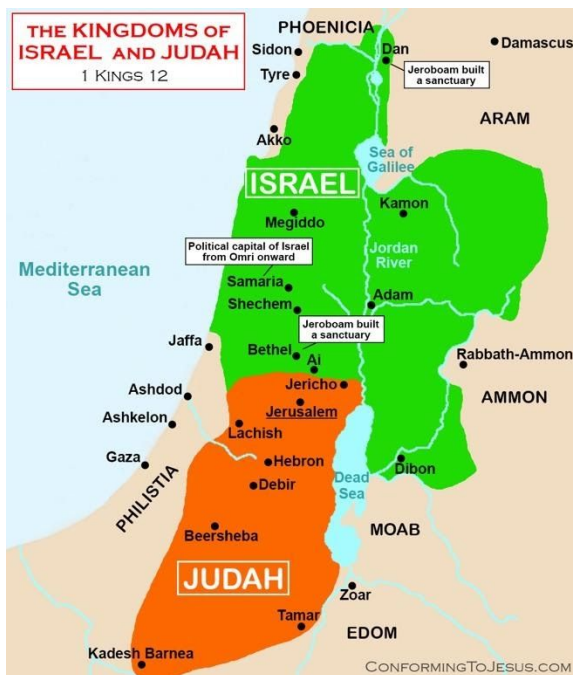 THE KINGDOMS OF
ISRAEL AND JUDAH
1 KINGS 12
PHOENICIA
Sidon
Dan
Damascus
Tyre
Jeroboam built
a sanctuary
ARAM
Akko
Sea of
Galilee
ISRAEL
Kamon
Megiddo
Jordan
River
Political capital of Israel
from Omri onward
Mediterranean
Sea
Samaria
Shechem
Adam
Jeroboam built
a sanctuary
Jaffa
Bethel
Ai
Rabbath-Ammon
Jericho
Ashdod
Jerusalem
AMMON
Ashkelon
Lachish
Gaza
Hebron
Dibon
Dead
Sea
Debir
PHILISTIA
Beersheba
MOAB
JUDAH
Zoar
Tamar
EDOM
Kadesh Barnea
CONFORMINGTOJESUS.COM